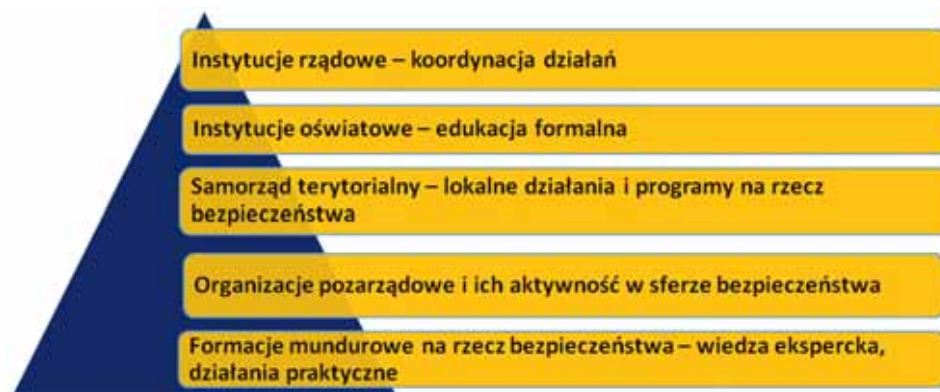 Instytucje rządowe – koordynacja działań
Instytucje oświatowe – edukacja formalna
Samorząd terytorialny – lokalne działania i programy na rzecz
bezpieczeństwa
Organizacje pozarządowe i ich aktywność w sferze bezpieczeństwa
Formacje mundurowe na rzecz bezpieczeństwa – wiedza ekspercka,
działania praktyczne